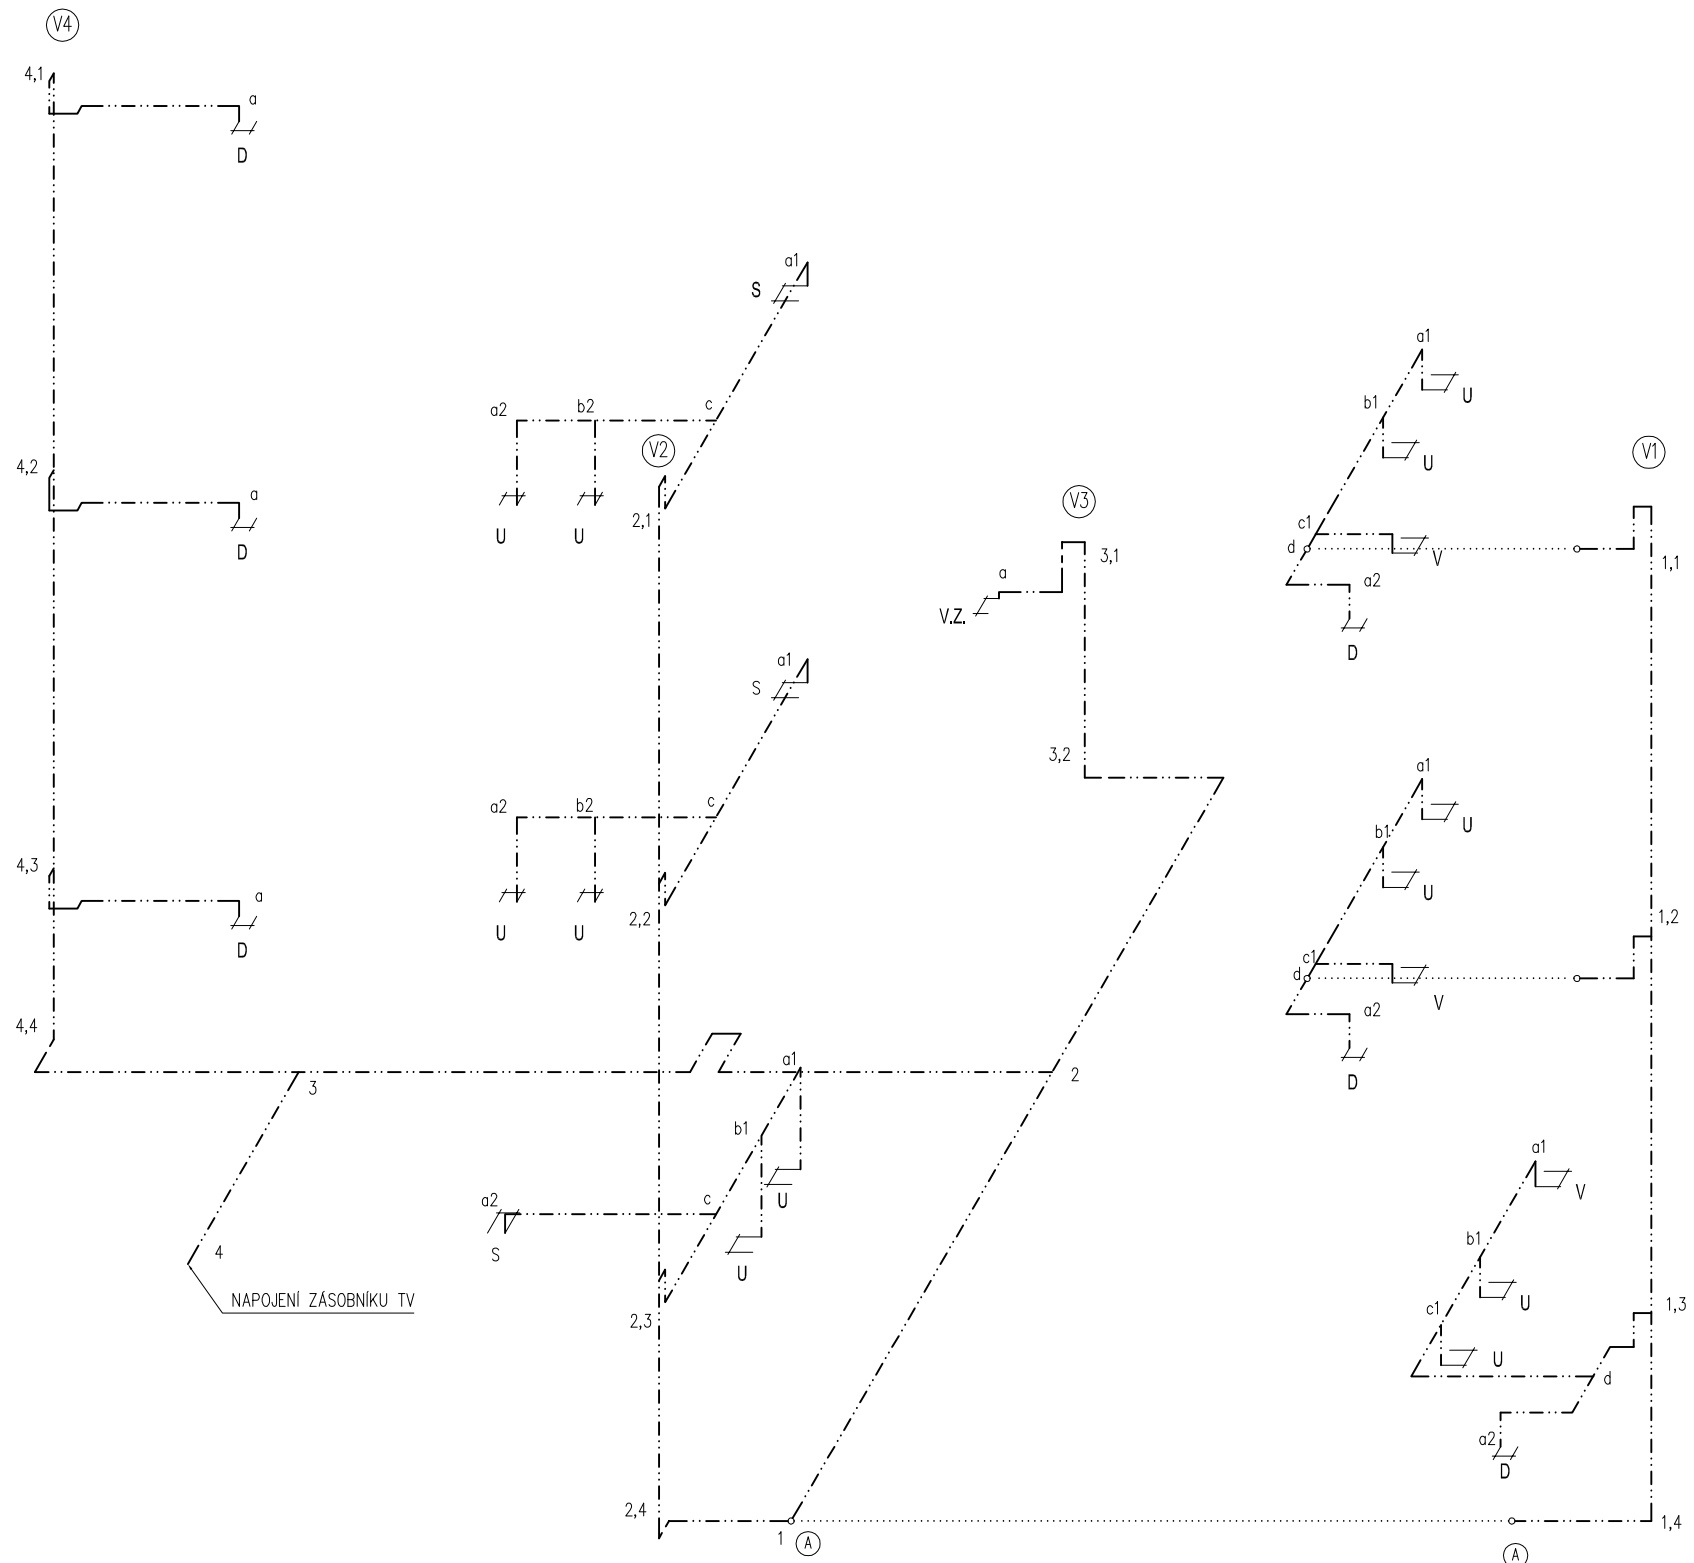 V4
4,1
a
D
a1
S
a1
U
a2
b2
c
b1
V2
V1
4,2
U
a
V3
2,1
c1
U
U
D
d
3,1
V
1,1
a
a2
V.Z.
D
a1
S
3,2
a1
a2
b2
c
U
b1
4,3
U
a
1,2
2,2
U
U
D
c1
d
V
a2
4,4
a1
2
3
D
b1
a1
V
a2
c
U
b1
4
S
U
NAPOJENÍ ZÁSOBNÍKU TV
U
c1
1,3
2,3
U
d
a2
D
2,4
1
A
A
1,4